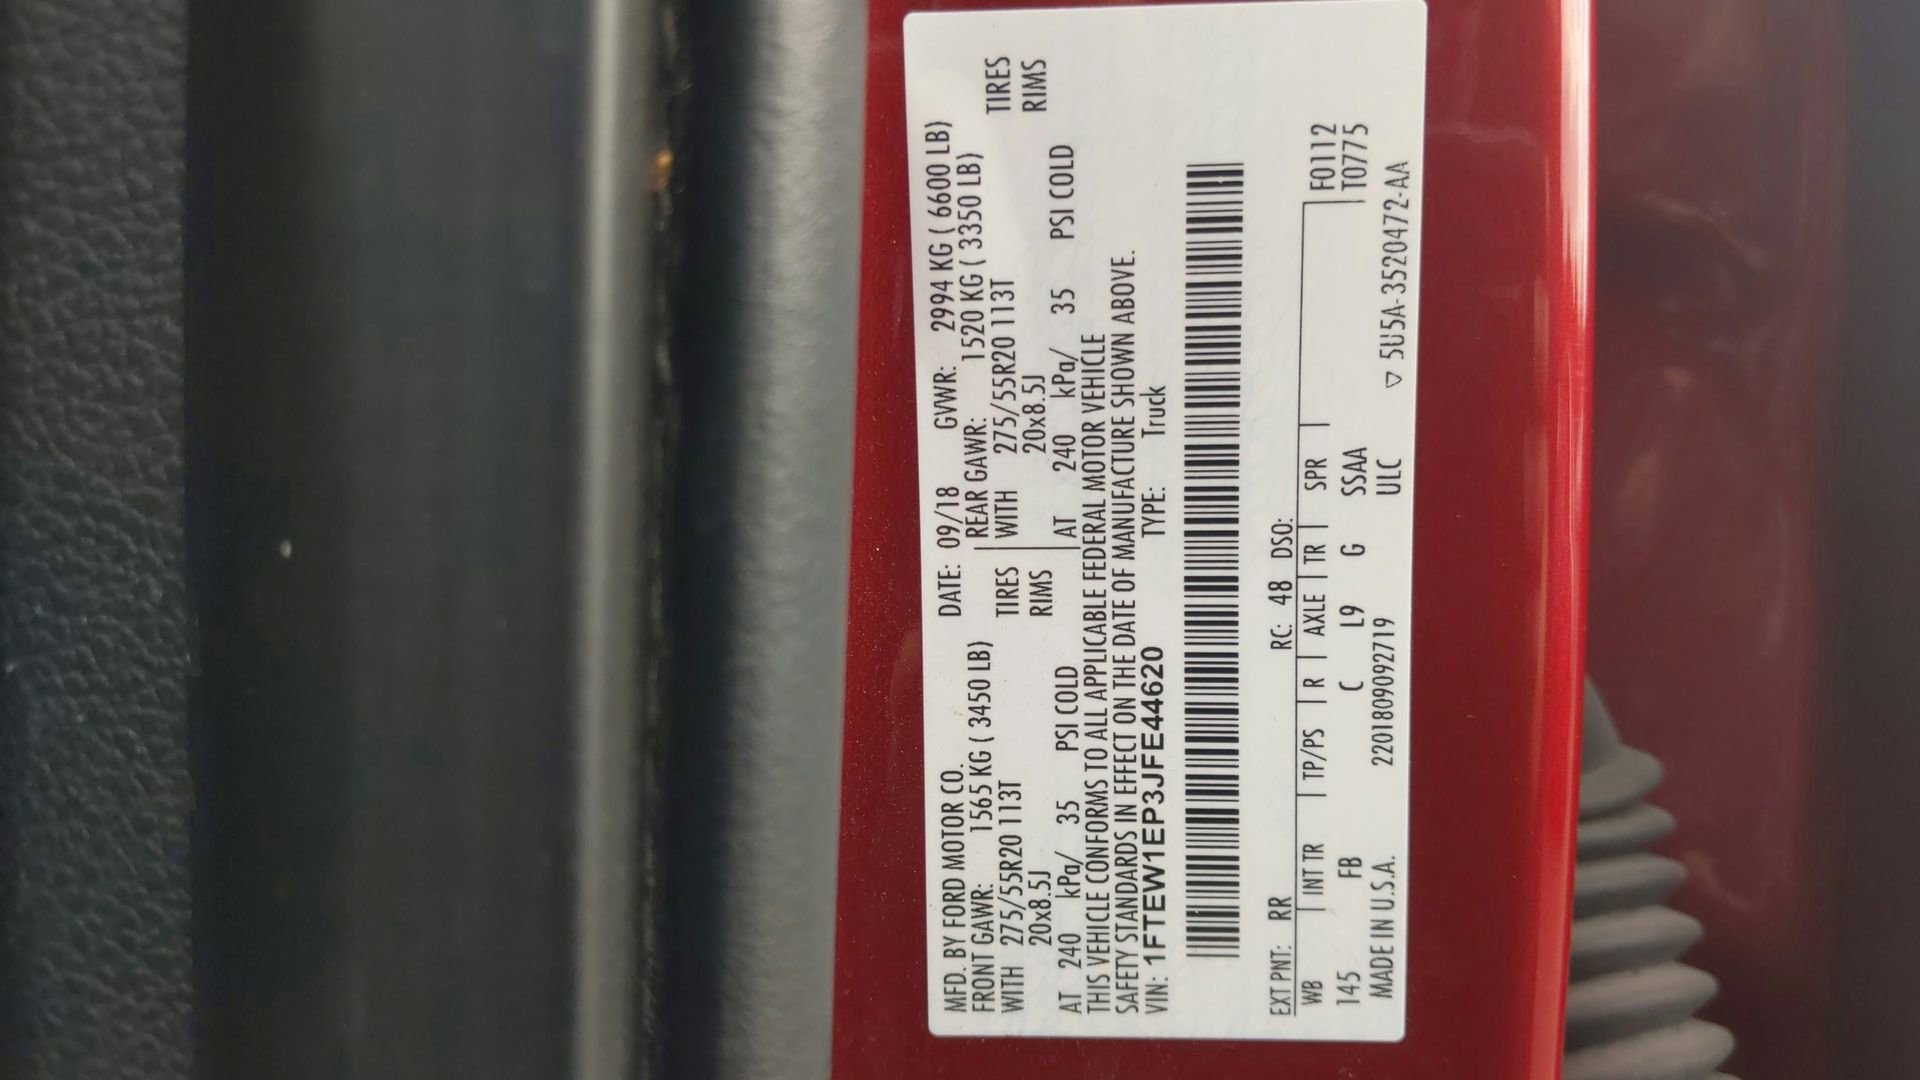 MFD. BY FORD MOTOR CO. DATE: 09/18 GVWR: 2994 KG ( 6600 LB)
FRONT GAWR: 1565 KG ( 3450 LB) REAR GAWR: 1520 KG ( 3350 LB)
WITH 275/55R20 113T TIRES WITH 275/55R20 113T TIRES
20x8.5J RIMS 20x8.5J RIMS
AT 240 kPa/ 35 PSI COLD AT 240 kPa/ 35 PSI COLD
THIS VEHICLE CONFORMS TO ALL APPLICABLE FEDERAL MOTOR VEHICLE
SAFETY STANDARDS IN EFFECT ON THE DATE OF MANUFACTURE SHOWN ABOVE.
VIN: 1FTEW1EP3JFE44620 TYPE: Truck
EXT PNT: RR RC: 48 DSO:
WB | INT TR | TP/PS | R | AXLE | TR | SPR | F0112
145 FB C L9 G SSAA T0775
MADE IN U.S.A. 220180909​2719 ULC ▽ 5U5A-3520472-AA